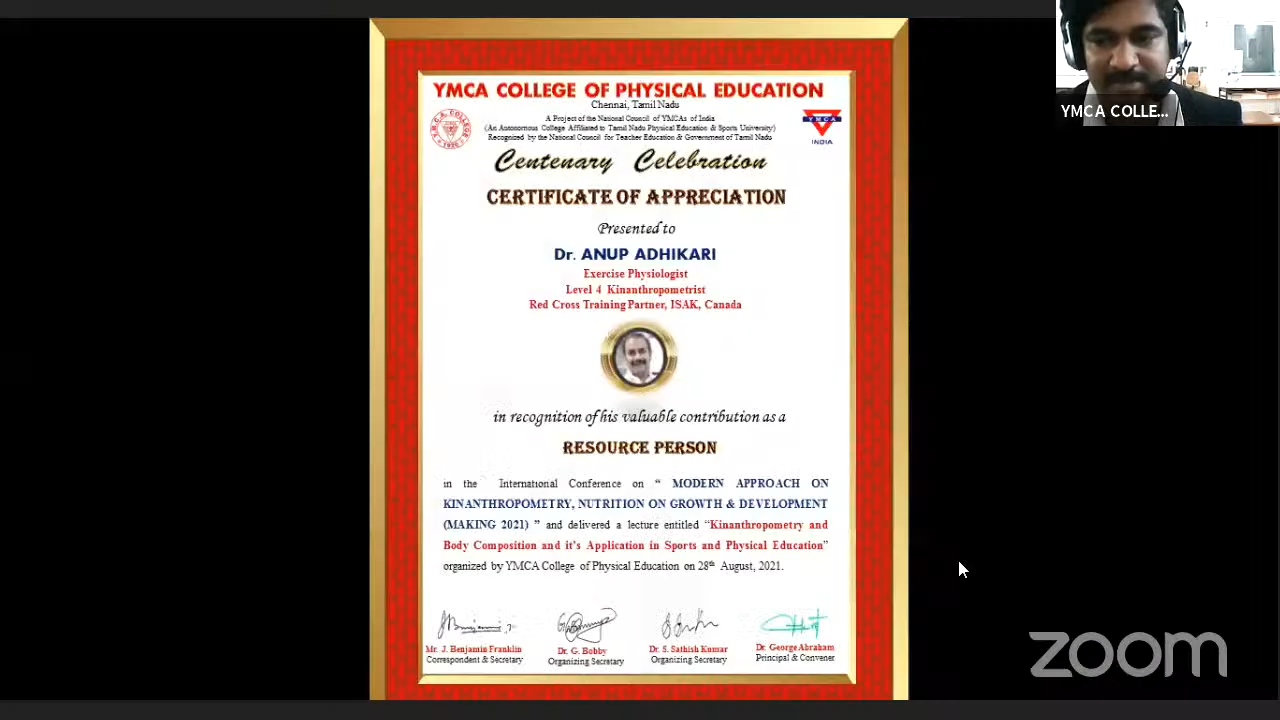 YMCA COLLEGE OF PHYSICAL EDUCATION
Chennai, Tamil Nadu
A Project of the National Council of YMCAs of India
(An Autonomous College Affiliated to Tamil Nadu Physical Education & Sports University)
Recognized by the National Council for Teacher Education & Government of Tamil Nadu
Y.M.C.A. COLLEGE
1920
YMCA
INDIA
Centenary Celebration
CERTIFICATE OF APPRECIATION
Presented to
Dr. ANUP ADHIKARI
Exercise Physiologist
Level 4 Kinanthropometrist
Red Cross Training Partner, ISAK, Canada
in recognition of his valuable contribution as a
RESOURCE PERSON
in the International Conference on “ MODERN APPROACH ON
KINANTHROPOMETRY, NUTRITION ON GROWTH & DEVELOPMENT
(MAKING 2021) ” and delivered a lecture entitled “Kinanthropometry and
Body Composition and it's Application in Sports and Physical Education”
organized by YMCA College of Physical Education on 28th August, 2021.
Mr. J. Benjamin Franklin
Correspondent & Secretary
Dr. G. Bobby
Organizing Secretary
Dr. S. Sathish Kumar
Organizing Secretary
Dr. George Abraham
Principal & Convener
YMCA COLLE...
zoom